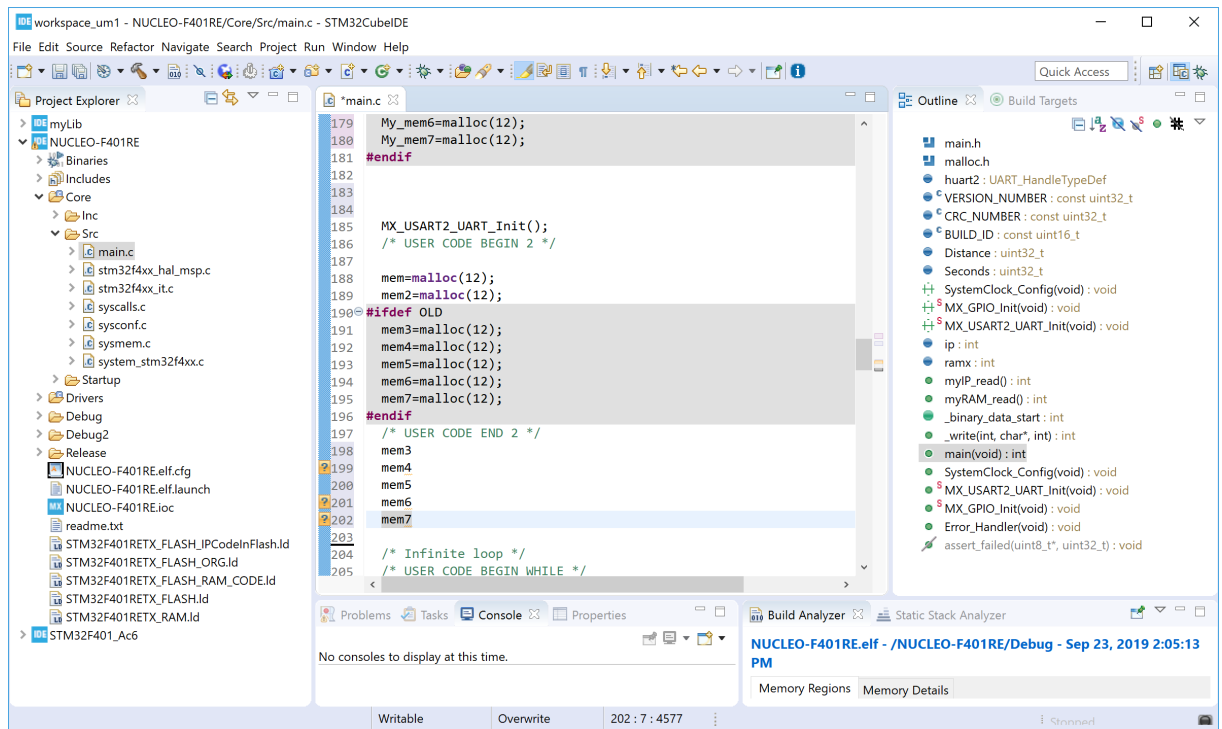 IDE workspace_um1 - NUCLEO-F401RE/Core/Src/main.c - STM32CubeIDE
File Edit Source Refactor Navigate Search Project Run Window Help
Quick Access
Project Explorer
IDE myLib
IDE NUCLEO-F401RE
Binaries
Includes
Core
Inc
Src
.c main.c
.c stm32f4xx_hal_msp.c
.c stm32f4xx_it.c
.c syscalls.c
.c sysconf.c
.c sysmem.c
.c system_stm32f4xx.c
Startup
Drivers
Debug
Debug2
Release
NUCLEO-F401RE.elf.cfg
NUCLEO-F401RE.elf.launch
MX NUCLEO-F401RE.ioc
readme.txt
STM32F401RETX_FLASH_IPCodeInFlash.ld
STM32F401RETX_FLASH_ORG.ld
STM32F401RETX_FLASH_RAM_CODE.ld
STM32F401RETX_FLASH.ld
STM32F401RETX_RAM.ld
IDE STM32F401_Ac6
*main.c
179 My_mem6=malloc(12);
180 My_mem7=malloc(12);
181 #endif
182
183
184
185 MX_USART2_UART_Init();
186 /* USER CODE BEGIN 2 */
187
188 mem=malloc(12);
189 mem2=malloc(12);
190 #ifdef OLD
191 mem3=malloc(12);
192 mem4=malloc(12);
193 mem5=malloc(12);
194 mem6=malloc(12);
195 mem7=malloc(12);
196 #endif
197 /* USER CODE END 2 */
198 mem3
199 mem4
200 mem5
201 mem6
202 mem7
203
204 /* Infinite loop */
205 /* USER CODE BEGIN WHILE */
Outline Build Targets
main.h
malloc.h
huart2 : UART_HandleTypeDef
VERSION_NUMBER : const uint32_t
CRC_NUMBER : const uint32_t
BUILD_ID : const uint16_t
Distance : uint32_t
Seconds : uint32_t
SystemClock_Config(void) : void
MX_GPIO_Init(void) : void
MX_USART2_UART_Init(void) : void
ip : int
ramx : int
myIP_read() : int
myRAM_read() : int
_binary_data_start : int
_write(int, char*, int) : int
main(void) : int
SystemClock_Config(void) : void
MX_USART2_UART_Init(void) : void
MX_GPIO_Init(void) : void
Error_Handler(void) : void
assert_failed(uint8_t*, uint32_t) : void
Problems Tasks Console Properties
No consoles to display at this time.
Build Analyzer Static Stack Analyzer
NUCLEO-F401RE.elf - /NUCLEO-F401RE/Debug - Sep 23, 2019 2:05:13
PM
Memory Regions Memory Details
Writable Overwrite 202 : 7 : 4577 Stopped